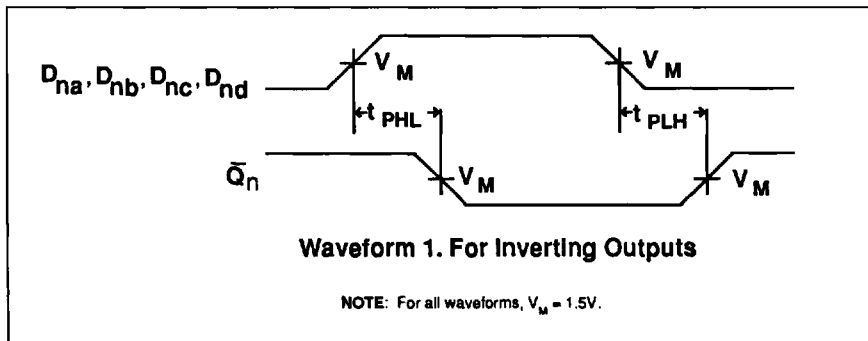 Dna, Dnb, Dnc, Dnd
VM
VM
tPHL
tPLH
Q̄n
VM
VM
Waveform 1. For Inverting Outputs
NOTE: For all waveforms, VM = 1.5V.